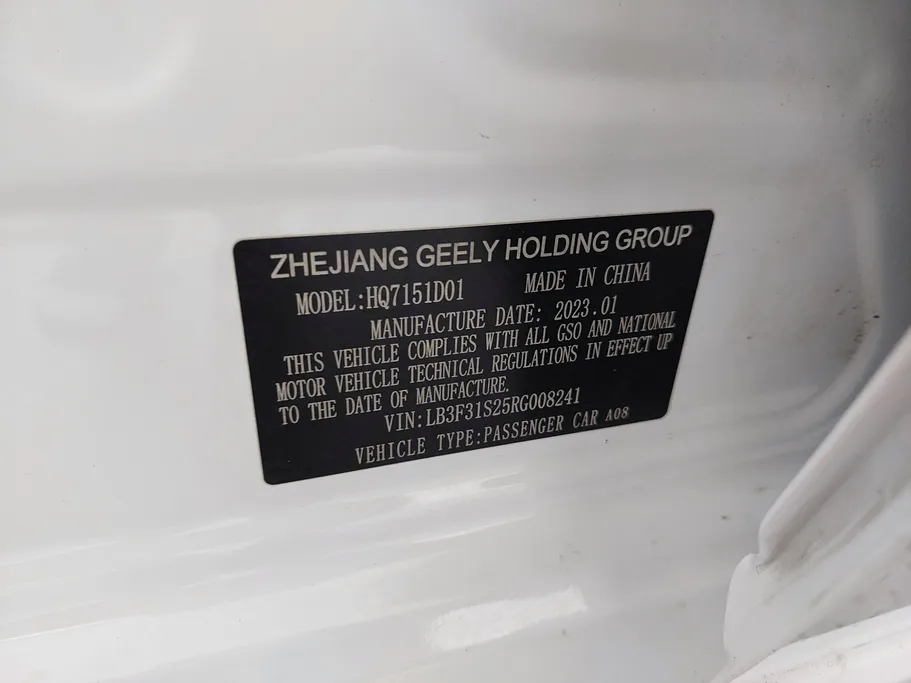 ZHEJIANG GEELY HOLDING GROUP
MODEL:HQ7151D01 MADE IN CHINA
MANUFACTURE DATE: 2023.01
THIS VEHICLE COMPLIES WITH ALL GSO AND NATIONAL
MOTOR VEHICLE TECHNICAL REGULATIONS IN EFFECT UP
TO THE DATE OF MANUFACTURE.
VIN:LB3F31S25RG008241
VEHICLE TYPE:PASSENGER CAR A08